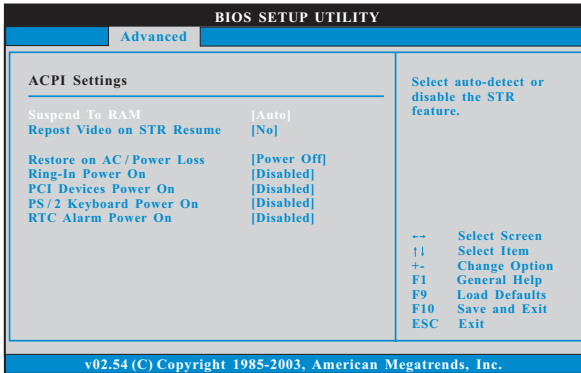 BIOS SETUP UTILITY
Advanced
ACPI Settings
Suspend To RAM [Auto]
Repost Video on STR Resume [No]
Restore on AC / Power Loss [Power Off]
Ring-In Power On [Disabled]
PCI Devices Power On [Disabled]
PS / 2 Keyboard Power On [Disabled]
RTC Alarm Power On [Disabled]
Select auto-detect or
disable the STR
feature.
←→ Select Screen
↑↓ Select Item
+- Change Option
F1 General Help
F9 Load Defaults
F10 Save and Exit
ESC Exit
v02.54 (C) Copyright 1985-2003, American Megatrends, Inc.